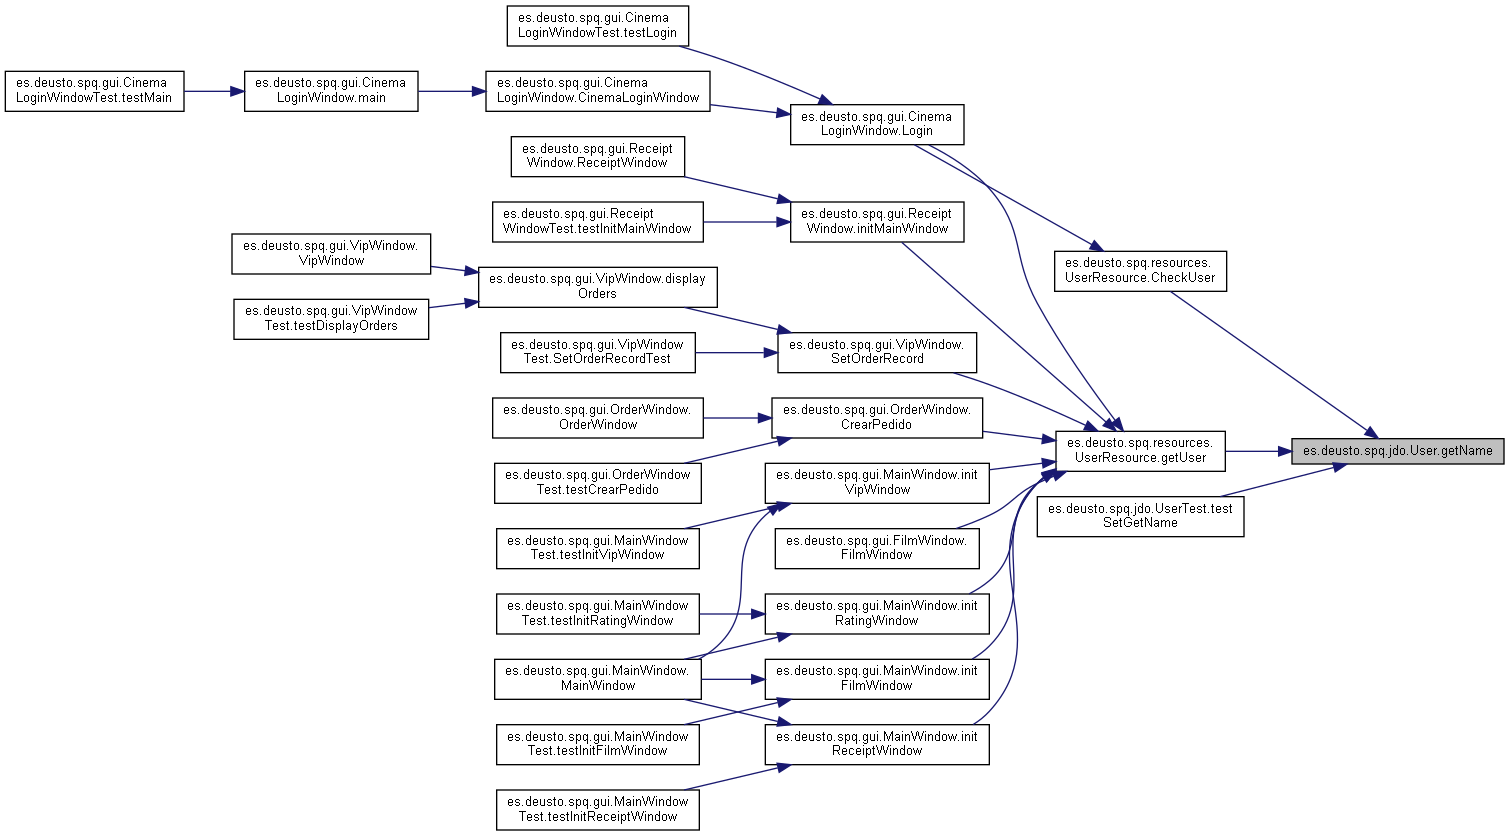 es.deusto.spq.gui.Cinema
LoginWindowTest.testLogin
es.deusto.spq.gui.Cinema
LoginWindowTest.testMain
es.deusto.spq.gui.Cinema
LoginWindow.main
es.deusto.spq.gui.Cinema
LoginWindow.CinemaLoginWindow
es.deusto.spq.gui.Cinema
LoginWindow.Login
es.deusto.spq.gui.Receipt
Window.ReceiptWindow
es.deusto.spq.gui.Receipt
WindowTest.testInitMainWindow
es.deusto.spq.gui.Receipt
Window.initMainWindow
es.deusto.spq.gui.VipWindow.
VipWindow
es.deusto.spq.gui.VipWindow.display
Orders
es.deusto.spq.resources.
UserResource.CheckUser
es.deusto.spq.gui.VipWindow
Test.testDisplayOrders
es.deusto.spq.gui.VipWindow
Test.SetOrderRecordTest
es.deusto.spq.gui.VipWindow.
SetOrderRecord
es.deusto.spq.gui.OrderWindow.
OrderWindow
es.deusto.spq.gui.OrderWindow.
CrearPedido
es.deusto.spq.resources.
UserResource.getUser
es.deusto.spq.jdo.User.getName
es.deusto.spq.gui.OrderWindow
Test.testCrearPedido
es.deusto.spq.gui.MainWindow.init
VipWindow
es.deusto.spq.jdo.UserTest.test
SetGetName
es.deusto.spq.gui.MainWindow
Test.testInitVipWindow
es.deusto.spq.gui.FilmWindow.
FilmWindow
es.deusto.spq.gui.MainWindow
Test.testInitRatingWindow
es.deusto.spq.gui.MainWindow.init
RatingWindow
es.deusto.spq.gui.MainWindow.
MainWindow
es.deusto.spq.gui.MainWindow.init
FilmWindow
es.deusto.spq.gui.MainWindow
Test.testInitFilmWindow
es.deusto.spq.gui.MainWindow.init
ReceiptWindow
es.deusto.spq.gui.MainWindow
Test.testInitReceiptWindow